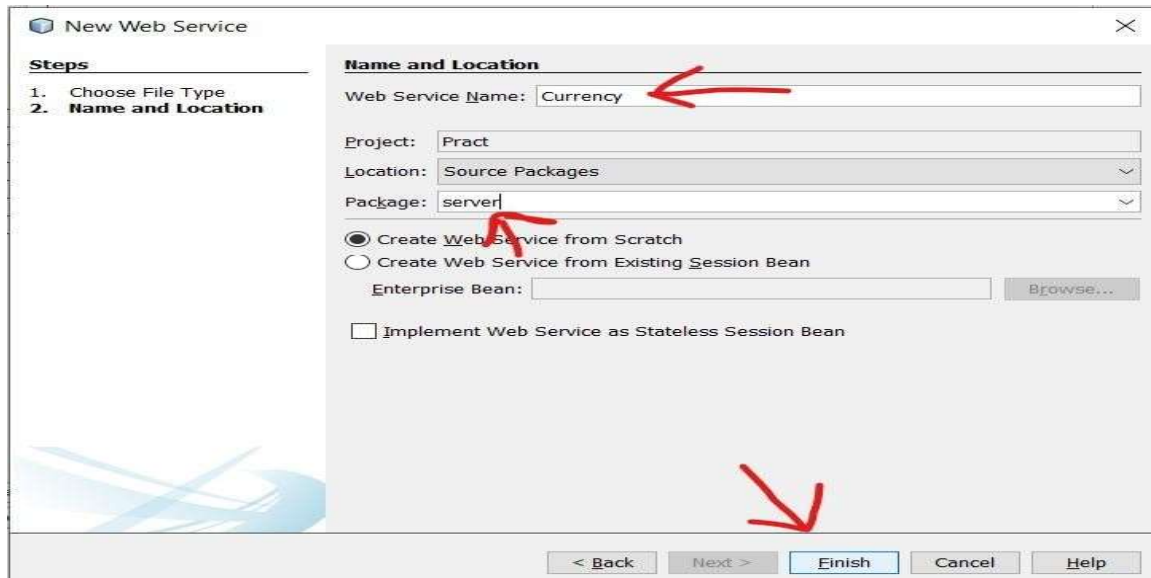 New Web Service
Steps
1. Choose File Type
2. Name and Location
Name and Location
Web Service Name: Currency
Project: Pract
Location: Source Packages
Package: server
Create Web Service from Scratch
Create Web Service from Existing Session Bean
Enterprise Bean:
Browse...
Implement Web Service as Stateless Session Bean
< Back
Next >
Finish
Cancel
Help